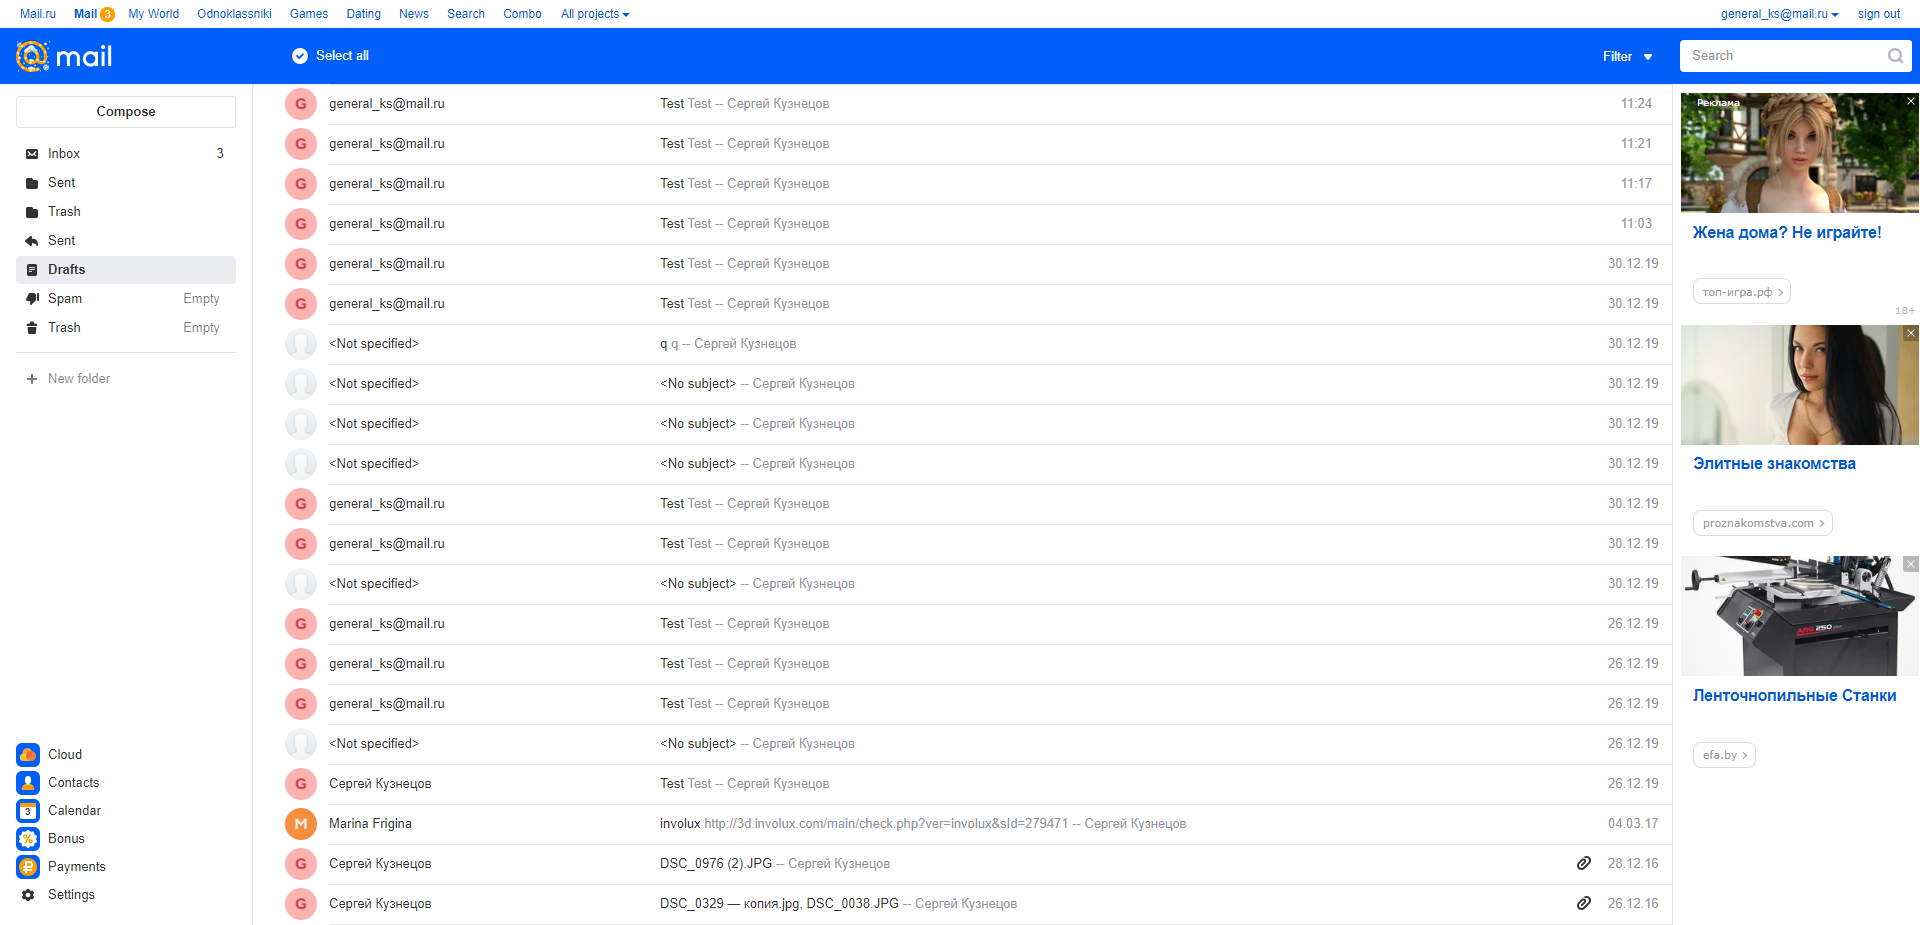 Mail.ru Mail 3 My World Odnoklassniki Games Dating News Search Combo All projects general_ks@mail.ru sign out
mail Select all Filter Search
Compose
Inbox 3
Sent
Trash
Sent
Drafts
Spam Empty
Trash Empty
New folder
Cloud
Contacts
3 Calendar
% Bonus
₽ Payments
Settings
G general_ks@mail.ru Test Test -- Сергей Кузнецов 11:24
G general_ks@mail.ru Test Test -- Сергей Кузнецов 11:21
G general_ks@mail.ru Test Test -- Сергей Кузнецов 11:17
G general_ks@mail.ru Test Test -- Сергей Кузнецов 11:03
G general_ks@mail.ru Test Test -- Сергей Кузнецов 30.12.19
G general_ks@mail.ru Test Test -- Сергей Кузнецов 30.12.19
<Not specified> q q -- Сергей Кузнецов 30.12.19
<Not specified> <No subject> -- Сергей Кузнецов 30.12.19
<Not specified> <No subject> -- Сергей Кузнецов 30.12.19
<Not specified> <No subject> -- Сергей Кузнецов 30.12.19
G general_ks@mail.ru Test Test -- Сергей Кузнецов 30.12.19
G general_ks@mail.ru Test Test -- Сергей Кузнецов 30.12.19
<Not specified> <No subject> -- Сергей Кузнецов 30.12.19
G general_ks@mail.ru Test Test -- Сергей Кузнецов 26.12.19
G general_ks@mail.ru Test Test -- Сергей Кузнецов 26.12.19
G general_ks@mail.ru Test Test -- Сергей Кузнецов 26.12.19
<Not specified> <No subject> -- Сергей Кузнецов 26.12.19
G Сергей Кузнецов Test Test -- Сергей Кузнецов 26.12.19
M Marina Frigina involux http://3d.involux.com/main/check.php?ver=involux&sId=279471 -- Сергей Кузнецов 04.03.17
G Сергей Кузнецов DSC_0976 (2).JPG -- Сергей Кузнецов 28.12.16
G Сергей Кузнецов DSC_0329 — копия.jpg, DSC_0038.JPG -- Сергей Кузнецов 26.12.16
Реклама
Жена дома? Не играйте!
топ-игра.рф
18+
Элитные знакомства
proznakomstva.com
ARG 250
Ленточнопильные Станки
efa.by